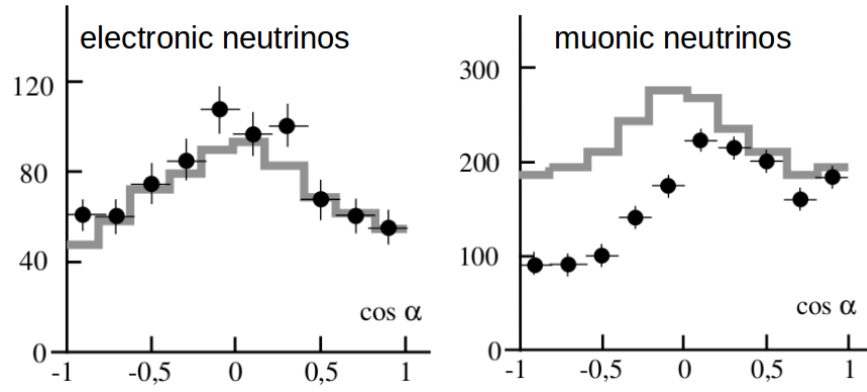 electronic neutrinos
120
80
40
0
cos α
-1 -0,5 0 0,5 1
muonic neutrinos
300
200
100
0
cos α
-1 -0,5 0 0,5 1